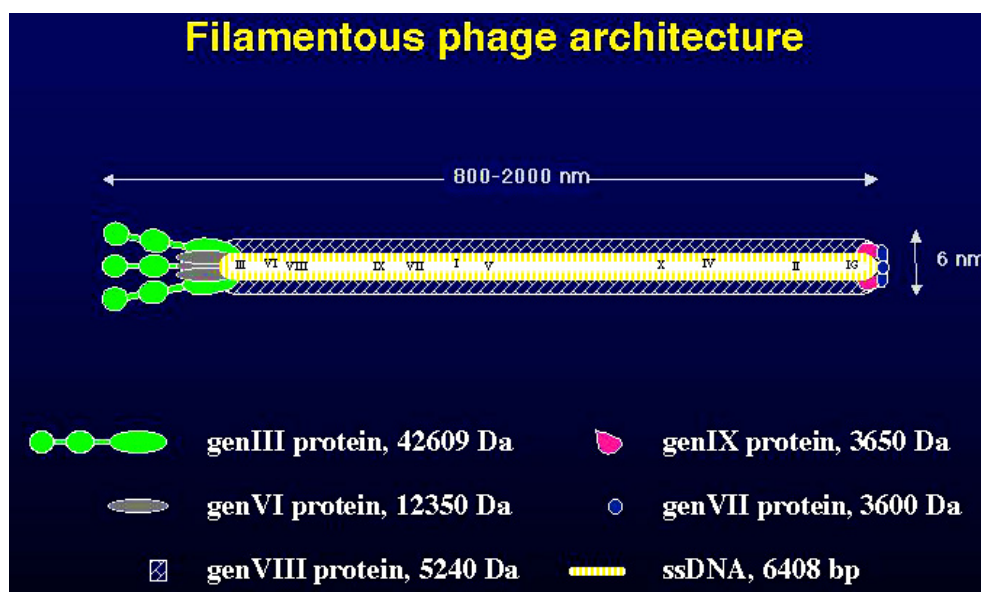 Filamentous phage architecture
800-2000 nm
III VI VIII IX VII I V X IV II IG
6 nm
genIII protein, 42609 Da
genIX protein, 3650 Da
genVI protein, 12350 Da
genVII protein, 3600 Da
genVIII protein, 5240 Da
ssDNA, 6408 bp